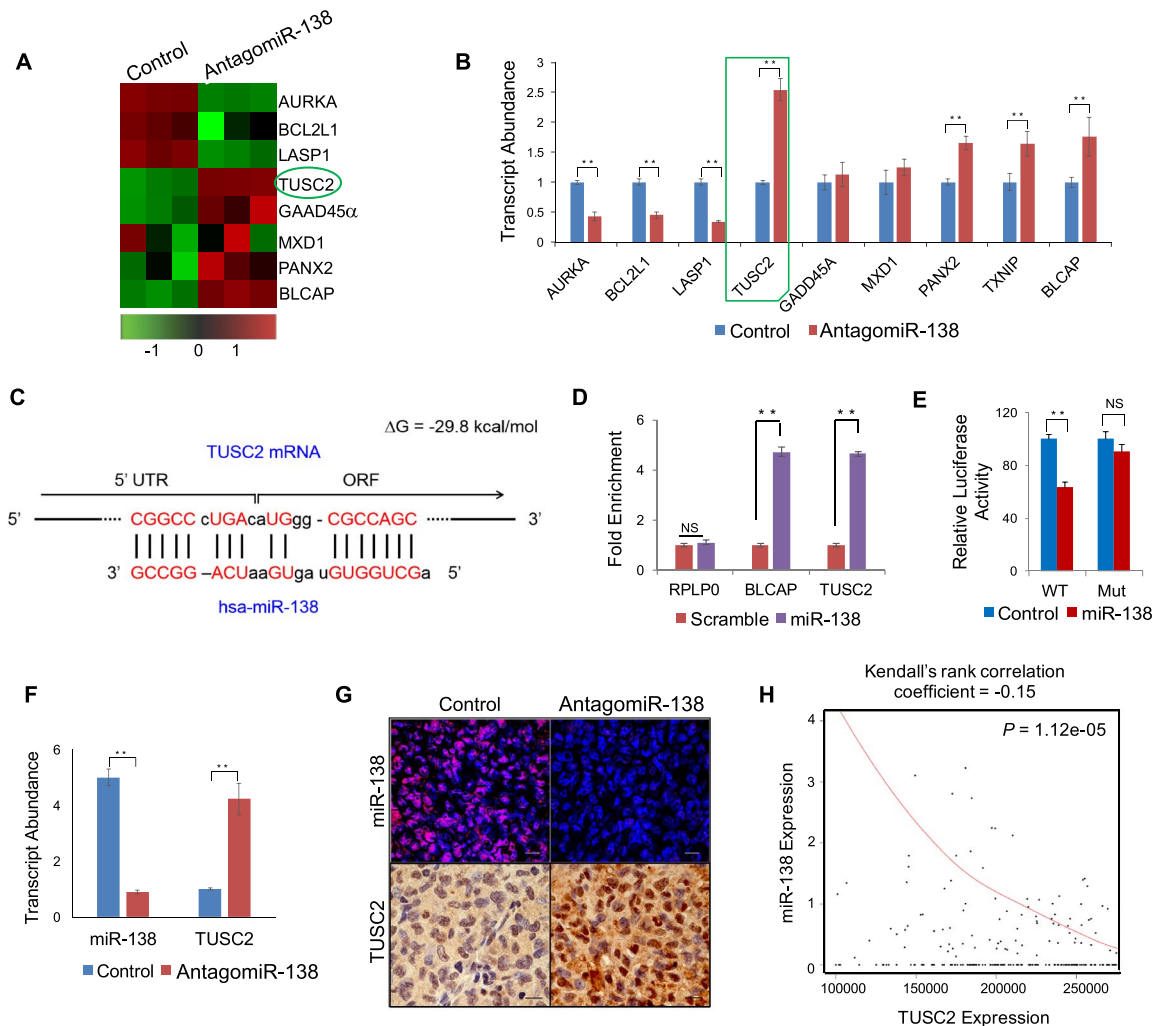 A
Control
AntagomiR-138
AURKA
BCL2L1
LASP1
TUSC2
GAAD45α
MXD1
PANX2
BLCAP
-1 0 1
B
Transcript Abundance
3
2.5
2
1.5
1
0.5
0
** ** ** ** ** ** **
AURKA
BCL2L1
LASP1
TUSC2
GADD45A
MXD1
PANX2
TXNIP
BLCAP
Control AntagomiR-138
C
ΔG = -29.8 kcal/mol
TUSC2 mRNA
5' UTR ORF
5' CGGCC cUGAcaUGgg - CGCCAGC 3'
3' GCCGG –ACUaaGUga uGUGGUCGa 5'
hsa-miR-138
D
Fold Enrichment
6
4
2
0
NS ** **
RPLP0 BLCAP TUSC2
Scramble miR-138
E
Relative Luciferase
Activity
120
80
40
0
** NS
WT Mut
Control miR-138
F
Transcript Abundance
6
4
2
0
** **
miR-138 TUSC2
Control AntagomiR-138
G
Control AntagomiR-138
miR-138
TUSC2
H
Kendall's rank correlation
coefficient = -0.15
P = 1.12e-05
miR-138 Expression
4
3
2
1
0
100000 150000 200000 250000
TUSC2 Expression